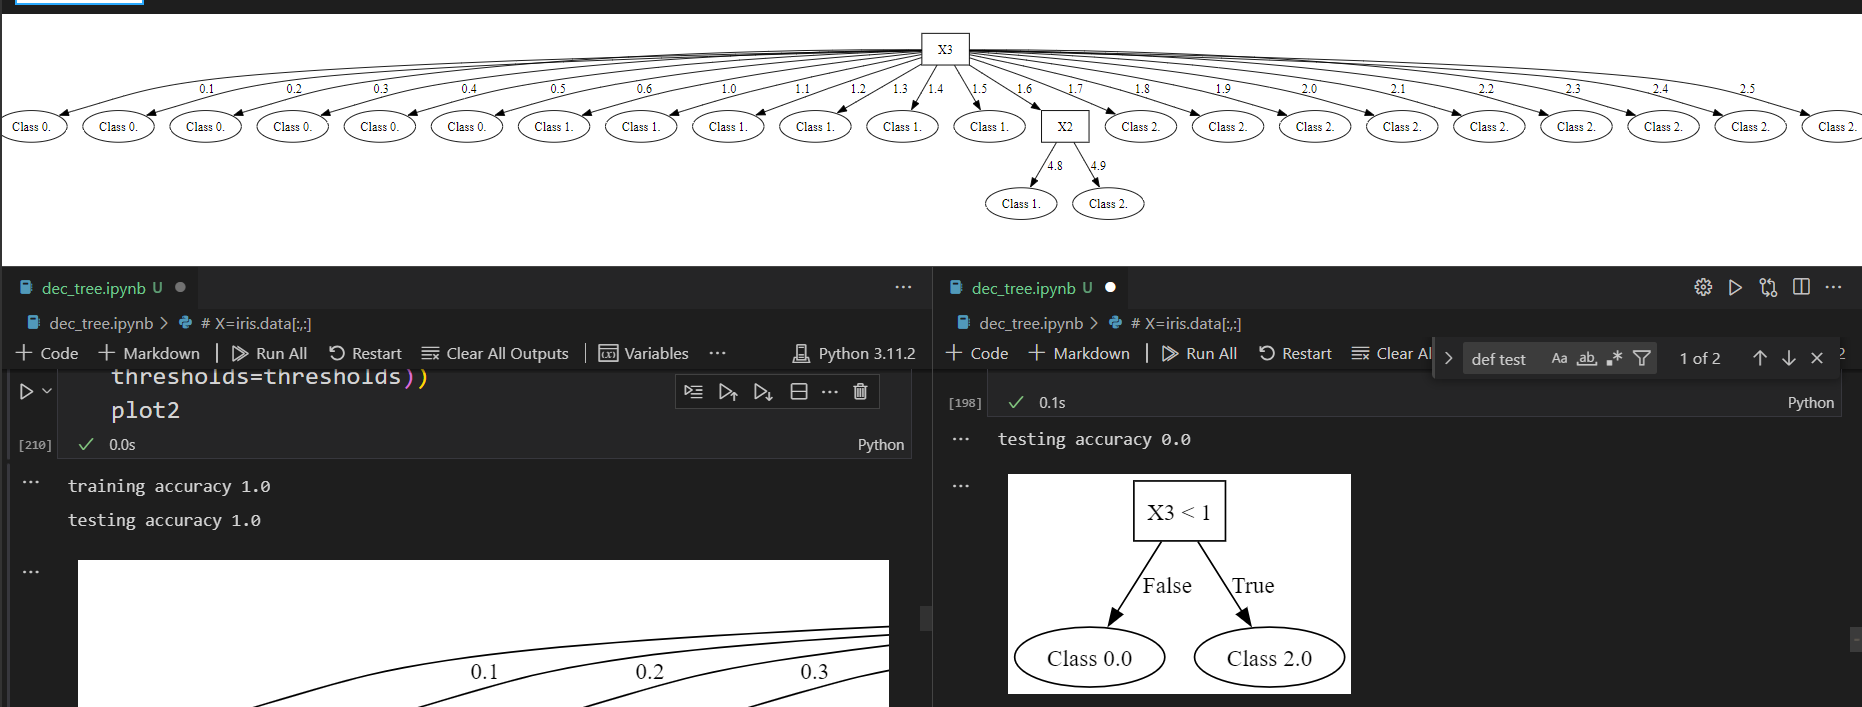 X3
0.1 0.2 0.3 0.4 0.5 0.6 1.0 1.1 1.2 1.3 1.4 1.5 1.6 1.7 1.8 1.9 2.0 2.1 2.2 2.3 2.4 2.5
Class 0. Class 0. Class 0. Class 0. Class 0. Class 0. Class 1. Class 1. Class 1. Class 1. Class 1. Class 1. X2 Class 2. Class 2. Class 2. Class 2. Class 2. Class 2. Class 2. Class 2. Class 2.
4.8 4.9
Class 1. Class 2.
dec_tree.ipynb U
dec_tree.ipynb > # X=iris.data[:,:]
+ Code + Markdown | Run All Restart Clear All Outputs | Variables ... Python 3.11.2
thresholds=thresholds))
plot2
[210] 0.0s Python
training accuracy 1.0
testing accuracy 1.0
0.1 0.2 0.3
dec_tree.ipynb U
dec_tree.ipynb > # X=iris.data[:,:]
+ Code + Markdown | Run All Restart Clear Al
def test Aa ab 1 of 2
2
[198] 0.1s Python
testing accuracy 0.0
X3 < 1
False True
Class 0.0 Class 2.0